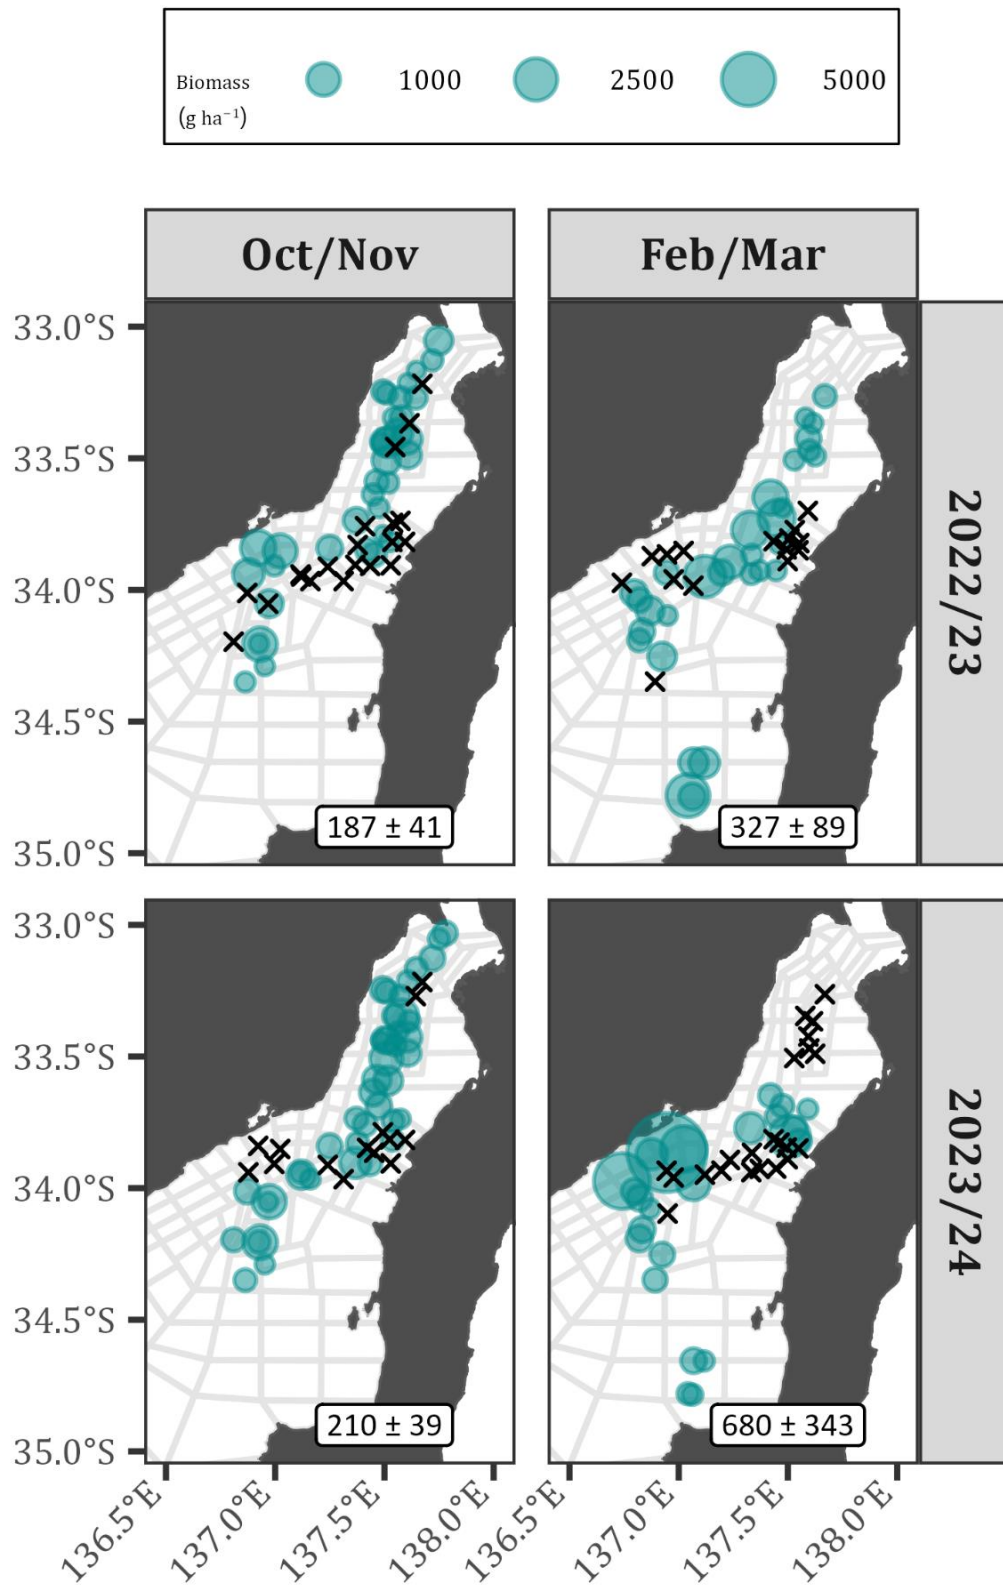 Biomass
(g ha⁻¹)
1000
2500
5000
Oct/Nov
Feb/Mar
33.0°S
33.5°S
34.0°S
34.5°S
35.0°S
187 ± 41
327 ± 89
2022/23
33.0°S
33.5°S
34.0°S
34.5°S
35.0°S
210 ± 39
680 ± 343
2023/24
136.5°E
137.0°E
137.5°E
138.0°E
136.5°E
137.0°E
137.5°E
138.0°E